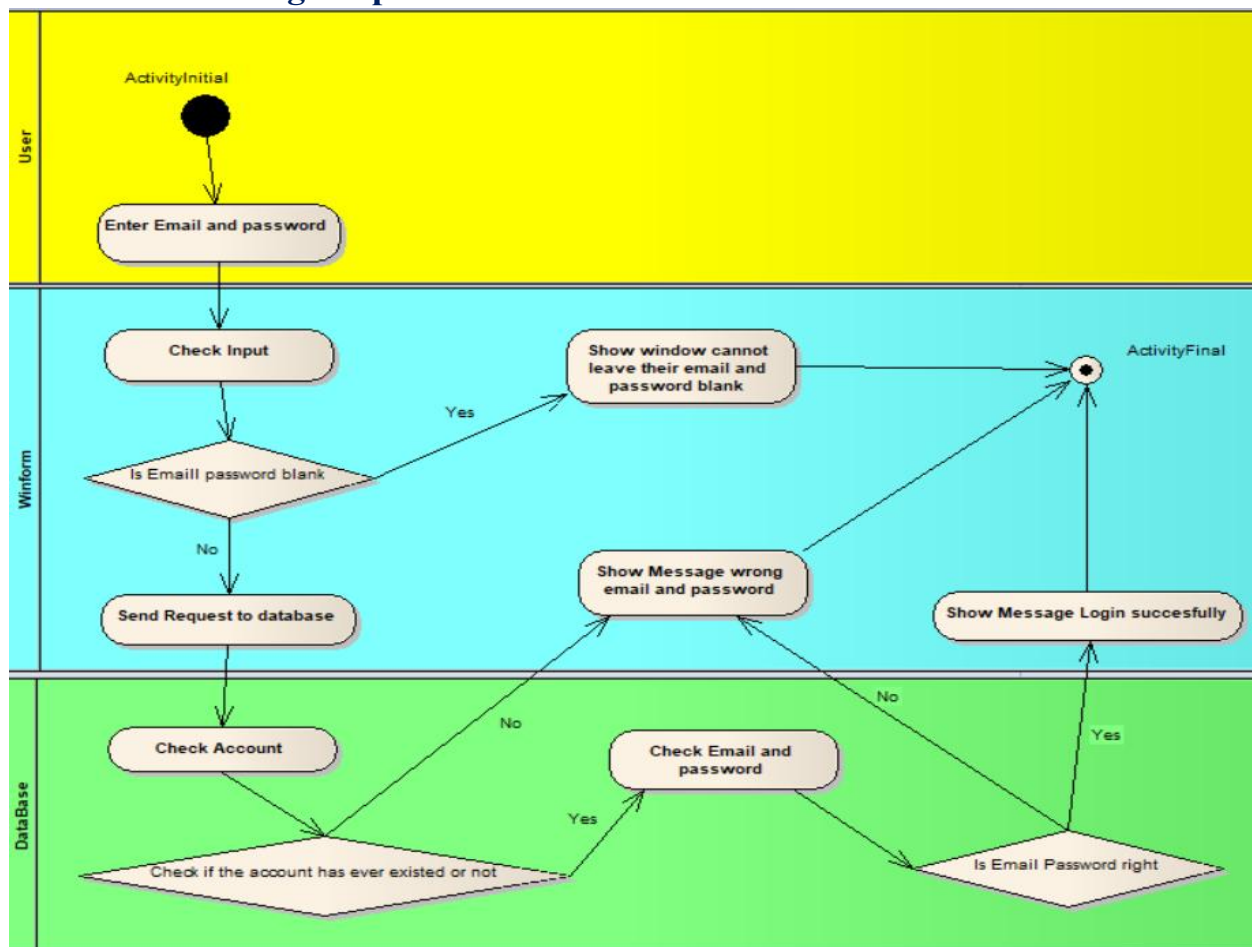 ActivityInitial
User
Enter Email and password
Winform
Check Input
Show window cannot
leave their email and
password blank
ActivityFinal
Yes
Is Emaill password blank
No
Show Message wrong
email and password
Send Request to database
Show Message Login succesfully
DataBase
Check Account
No
Check Email and
password
No
Yes
Yes
Check if the account has ever existed or not
Is Email Password right